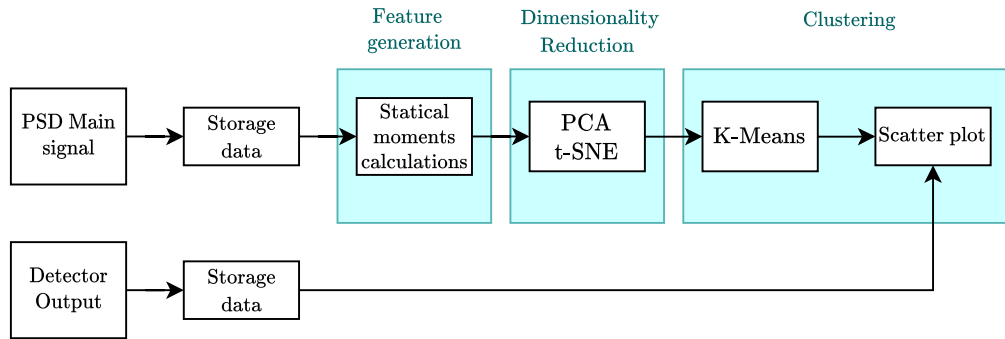 Feature
generation
Dimensionality
Reduction
Clustering
PSD Main
signal
Storage
data
Statical
moments
calculations
PCA
t-SNE
K-Means
Scatter plot
Detector
Output
Storage
data